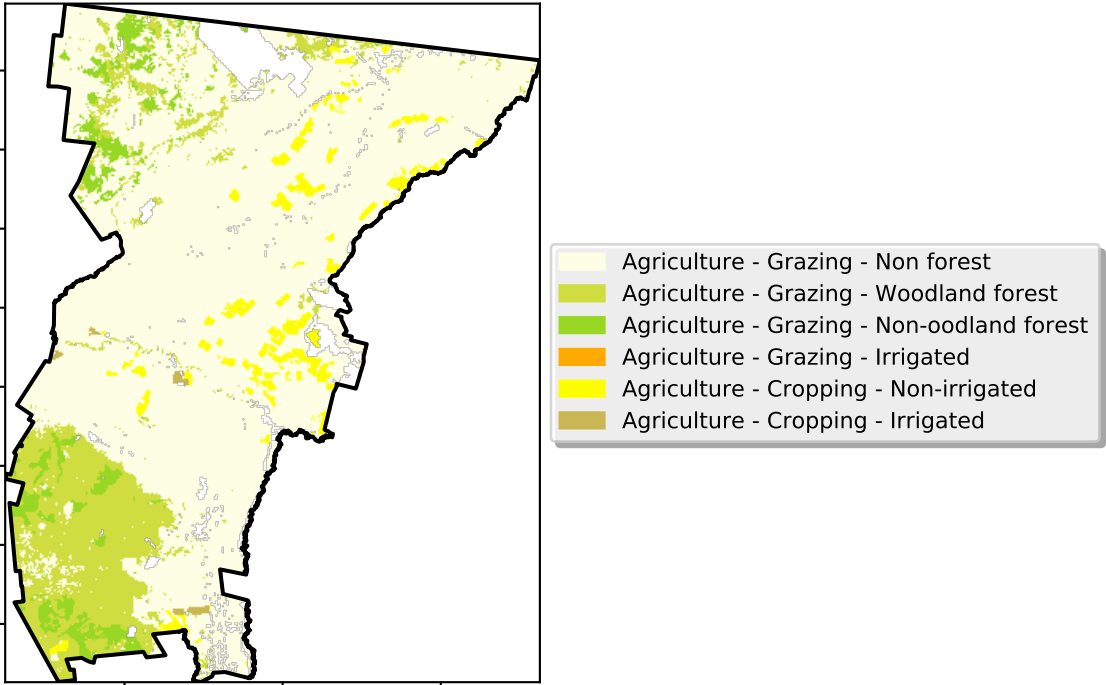 Agriculture - Grazing - Non forest
Agriculture - Grazing - Woodland forest
Agriculture - Grazing - Non-oodland forest
Agriculture - Grazing - Irrigated
Agriculture - Cropping - Non-irrigated
Agriculture - Cropping - Irrigated